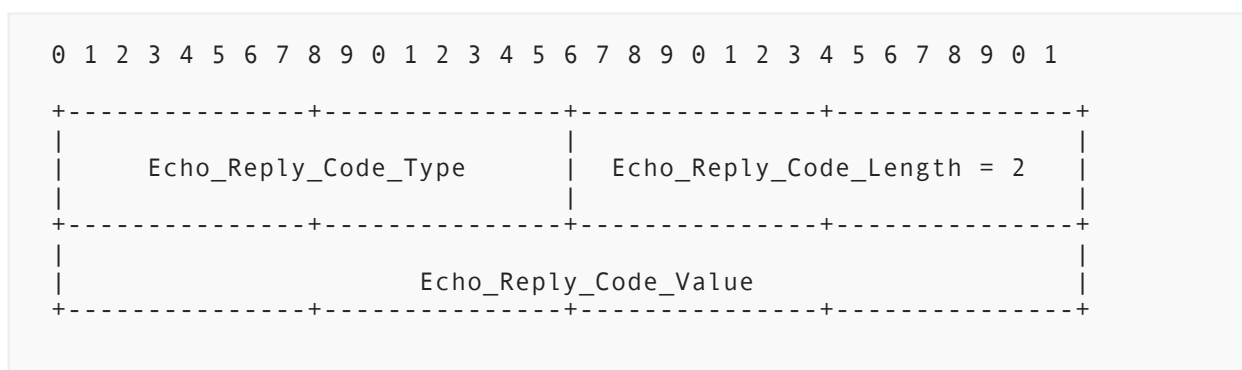 0 1 2 3 4 5 6 7 8 9 0 1 2 3 4 5 6 7 8 9 0 1 2 3 4 5 6 7 8 9 0 1
+---------------+---------------+---------------+---------------+
|                               |                               |
|     Echo_Reply_Code_Type      |  Echo_Reply_Code_Length = 2   |
|                               |                               |
+---------------+---------------+---------------+---------------+
|                                                               |
|                      Echo_Reply_Code_Value                    |
+---------------+---------------+---------------+---------------+